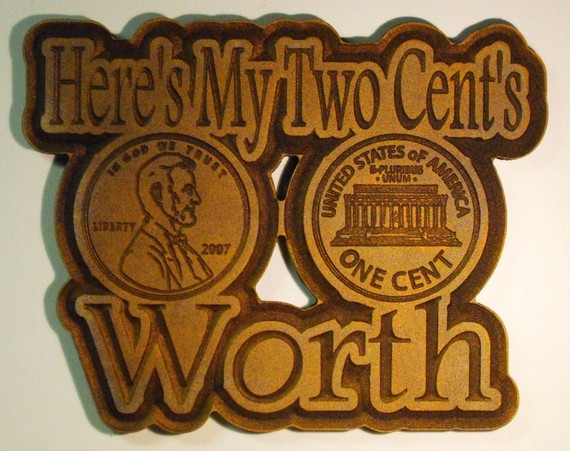 Here's My Two Cent's
IN GOD WE TRUST
LIBERTY
2007
UNITED STATES OF AMERICA
E·PLURIBUS
·UNUM·
ONE CENT
Worth